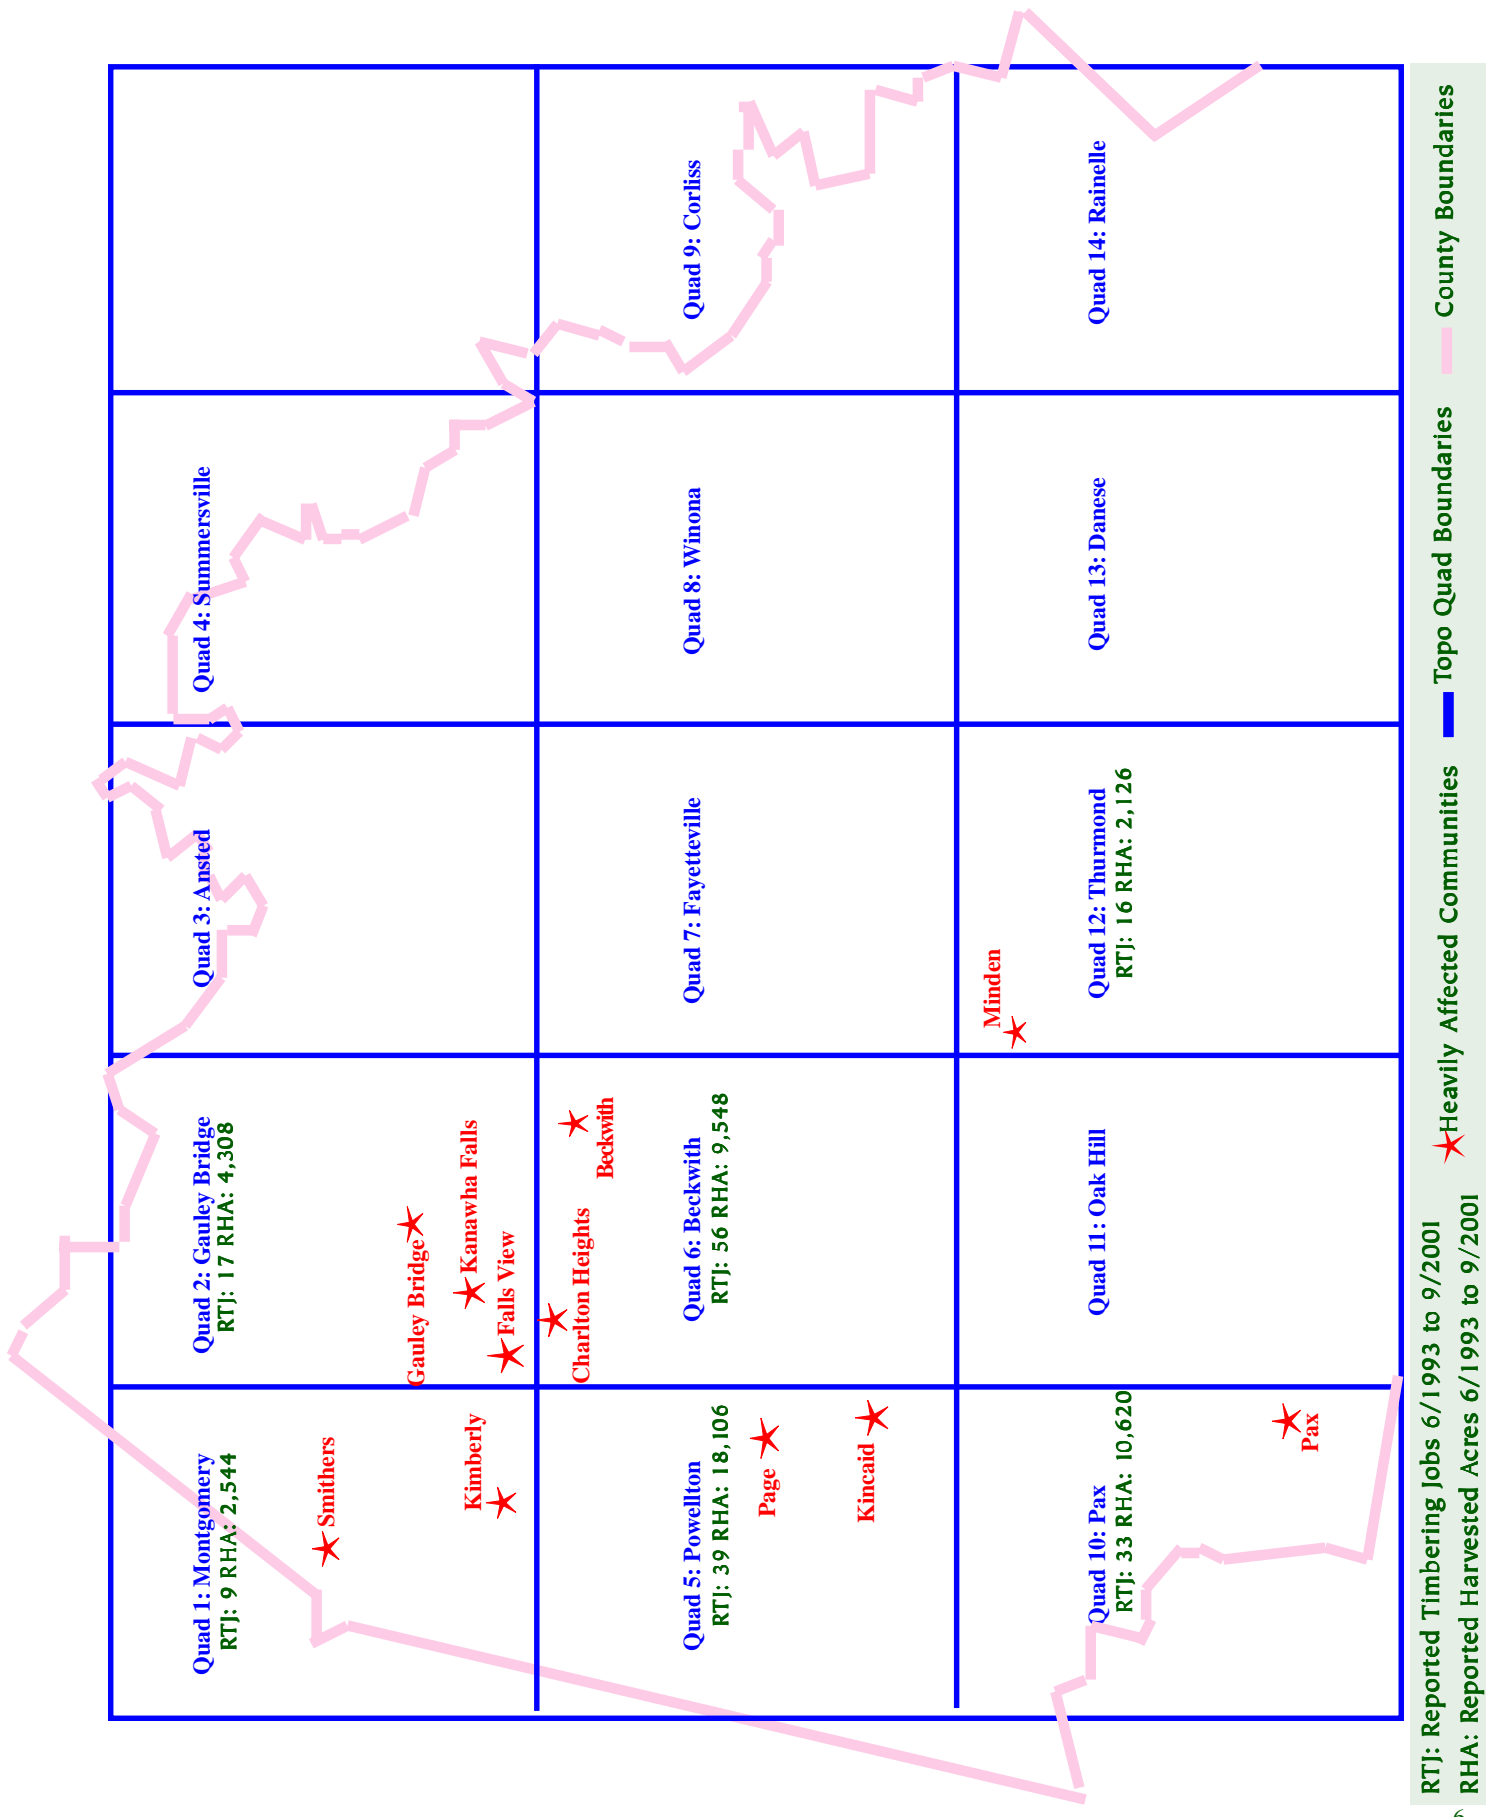 Quad 1: Montgomery
RTJ: 9 RHA: 2,544
Smithers
Kimberly
Quad 2: Gauley Bridge
RTJ: 17 RHA: 4,308
Gauley Bridge
Kanawha Falls
Falls View
Quad 3: Ansted
Quad 4: Summersville
Quad 5: Powellton
RTJ: 39 RHA: 18,106
Page
Kincaid
Charlton Heights
Beckwith
Quad 6: Beckwith
RTJ: 56 RHA: 9,548
Quad 7: Fayetteville
Quad 8: Winona
Quad 9: Corliss
Quad 10: Pax
RTJ: 33 RHA: 10,620
Pax
Quad 11: Oak Hill
Minden
Quad 12: Thurmond
RTJ: 16 RHA: 2,126
Quad 13: Danese
Quad 14: Rainelle
RTJ: Reported Timbering Jobs 6/1993 to 9/2001
RHA: Reported Harvested Acres 6/1993 to 9/2001
Heavily Affected Communities
Topo Quad Boundaries
County Boundaries